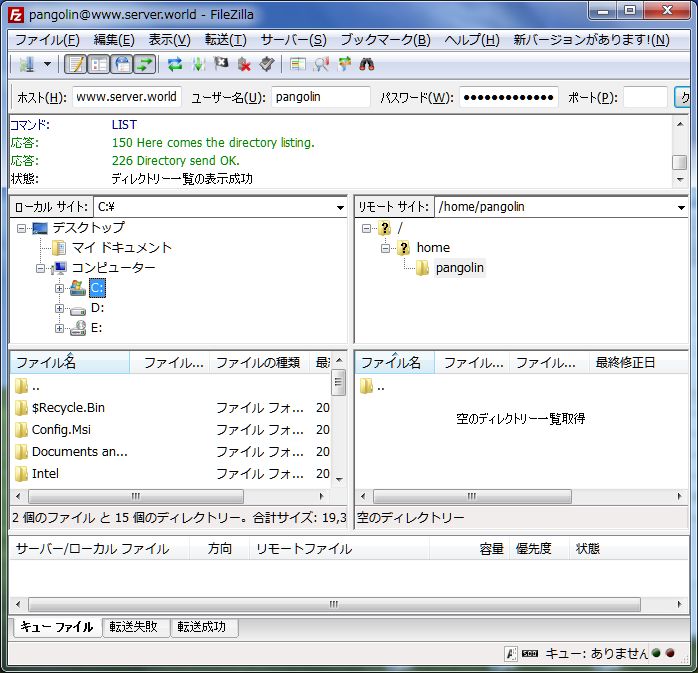 pangolin@www.server.world - FileZilla
ファイル(F) 編集(E) 表示(V) 転送(T) サーバー(S) ブックマーク(B) ヘルプ(H) 新バージョンがあります!(N)
ホスト(H): www.server.world ユーザー名(U): pangolin パスワード(W): ●●●●●●●●●●●●● ポート(P):
コマンド: LIST
応答: 150 Here comes the directory listing.
応答: 226 Directory send OK.
状態: ディレクトリー一覧の表示成功
ローカル サイト: C:¥
デスクトップ
マイ ドキュメント
コンピューター
C:
D:
E:
リモート サイト: /home/pangolin
/
home
pangolin
ファイル名 ファイル... ファイルの種類
..
$Recycle.Bin ファイル フォ... 20
Config.Msi ファイル フォ... 20
Documents an... ファイル フォ... 20
Intel ファイル フォ... 20
2 個のファイル と 15 個のディレクトリー。合計サイズ: 19,3
ファイル名 ファイル... ファイル... 最終修正日
..
空のディレクトリー一覧取得
空のディレクトリー
サーバー/ローカル ファイル 方向 リモートファイル 容量 優先度 状態
キュー ファイル 転送失敗 転送成功
キュー: ありません